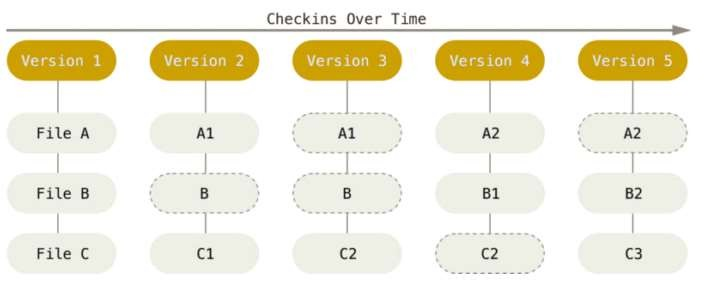 Checkins Over Time
Version 1 Version 2 Version 3 Version 4 Version 5
File A A1 A1 A2 A2
File B B B B1 B2
File C C1 C2 C2 C3